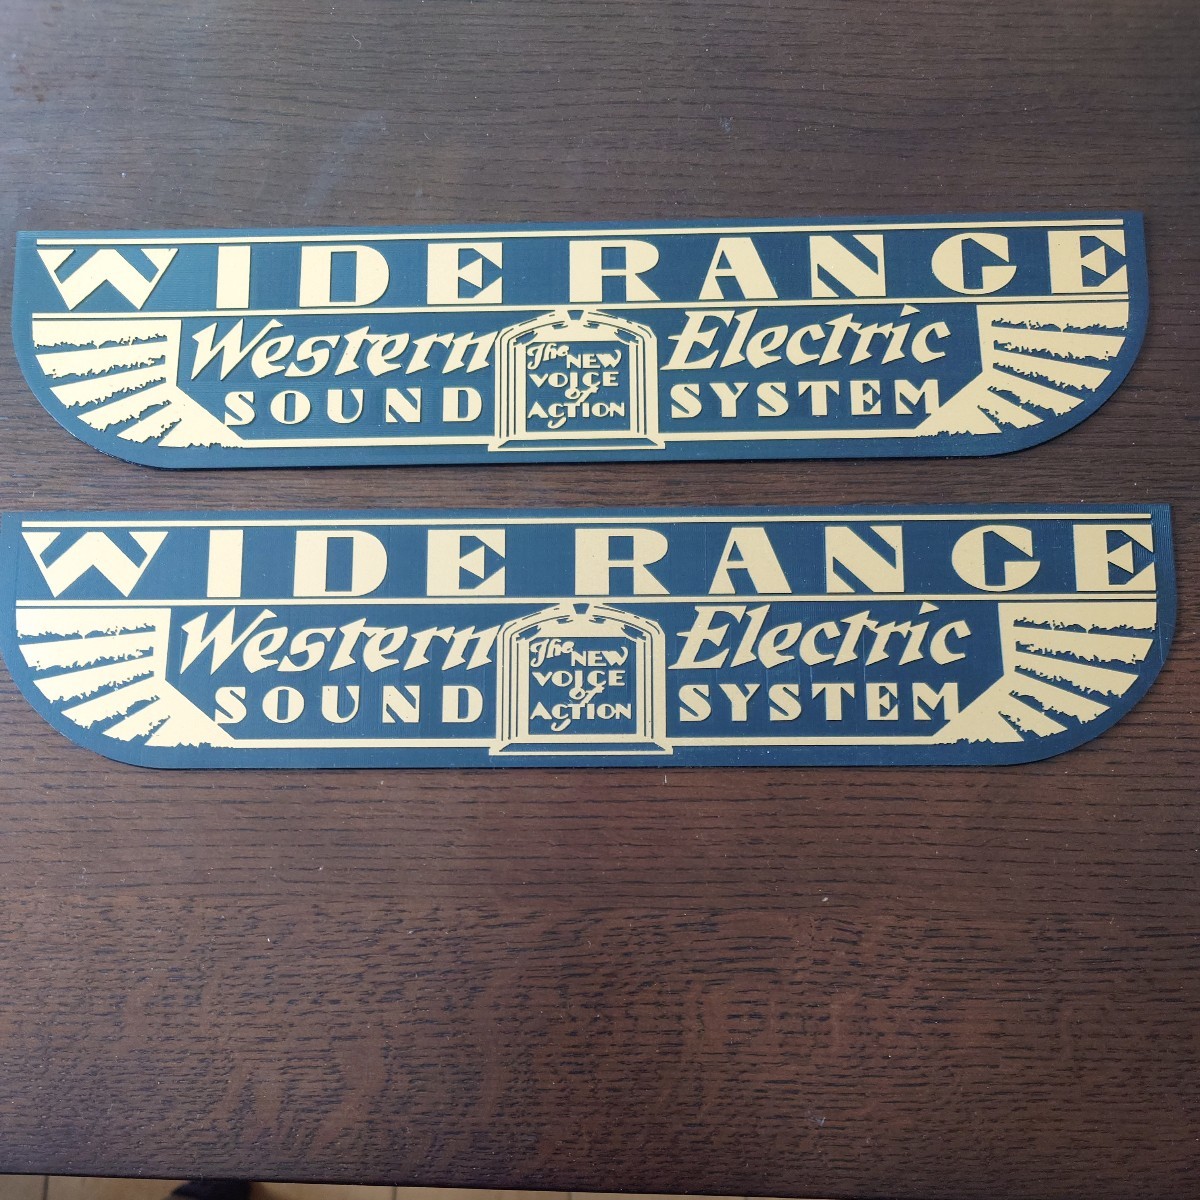 WIDE RANGE
Western Electric
SOUND SYSTEM
The NEW
VOICE
of
ACTION
WIDE RANGE
Western Electric
SOUND SYSTEM
The NEW
VOICE
of
ACTION